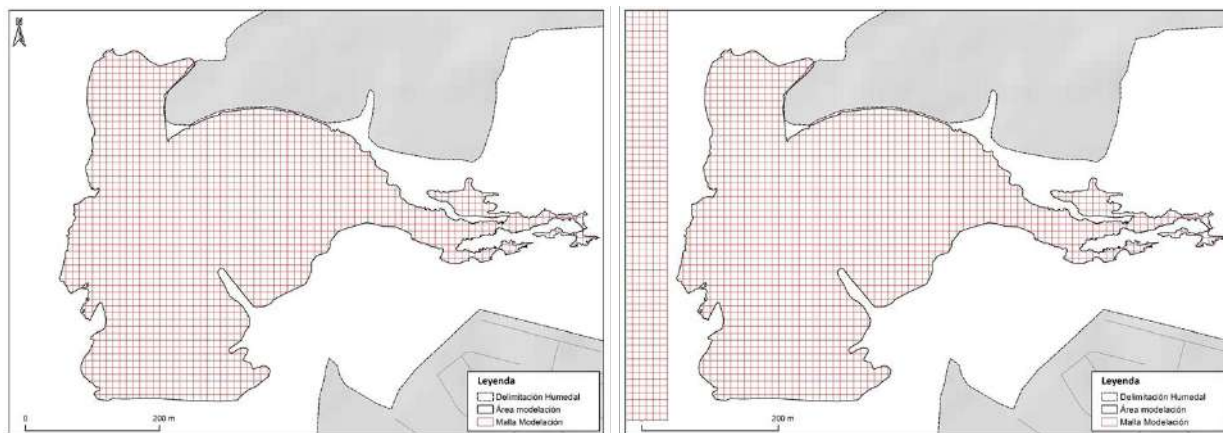 N
Leyenda
Delimitación Humedal
Área modelación
Malla Modelación
0 200 m
Leyenda
Delimitación Humedal
Área modelación
Malla Modelación
200 m